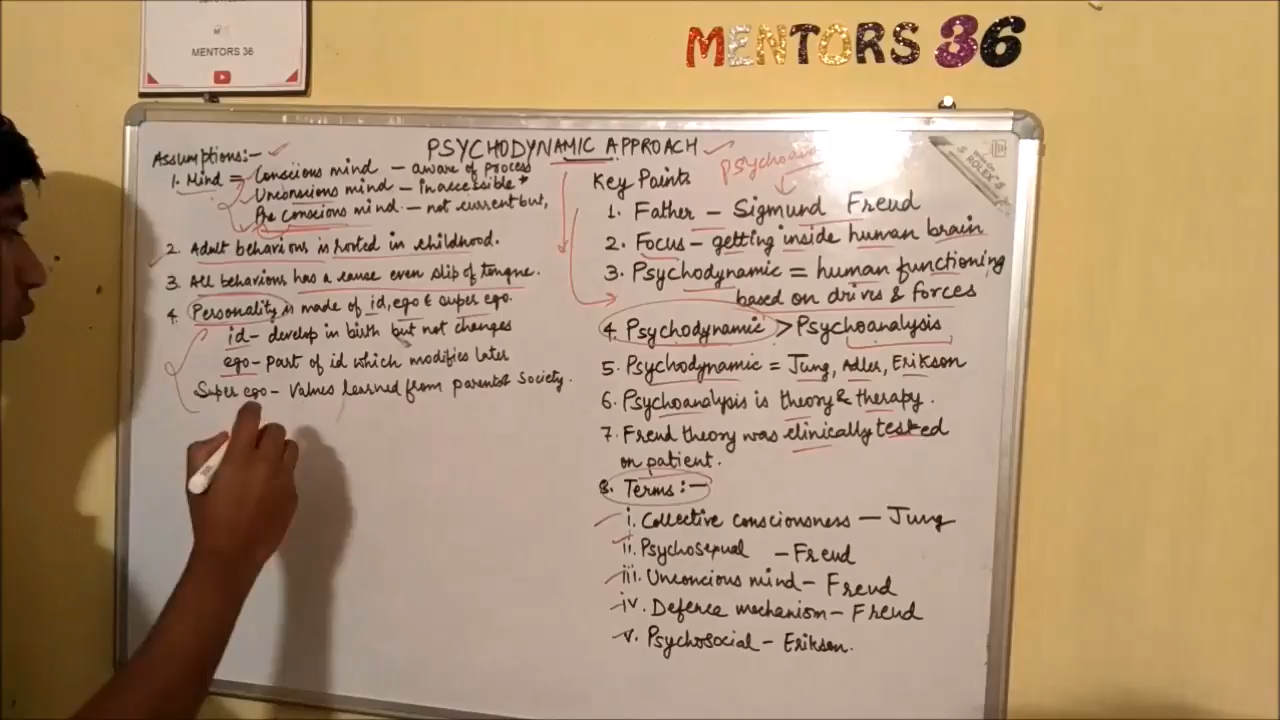 MENTORS 36
MENTORS 36
PSYCHODYNAMIC APPROACH
Assumptions:-
1. Mind = Conscious mind - aware of process
Unconscious mind - inaccessible*
Pre conscious mind - not current but,
2. Adult behaviour is rooted in childhood.
3. All behaviours has a cause even slip of tongue.
4. Personality is made of id, ego & super ego.
id - develop in birth but not changes
ego - Part of id which modifies later
Super ego - Values learned from parents Society.
Psychoana
Key Points
1. Father - Sigmund Freud
2. Focus - getting inside human brain
3. Psychodynamic = human functioning
based on drives & forces
4. Psychodynamic > Psychoanalysis
5. Psychodynamic = Jung, Adler, Erikson
6. Psychoanalysis is theory & therapy.
7. Freud theory was clinically tested
on patient.
8. Terms:-
i. Collective consciousness - Jung
ii. Psychosexual - Freud
iii. Unconcious mind - Freud
iv. Defence mechanism - Freud
v. Psychosocial - Erikson.
ROLEX